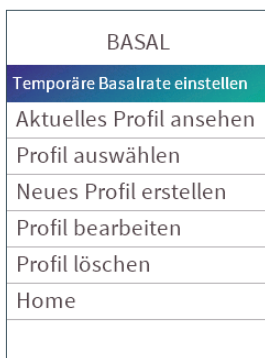 BASAL
Temporäre Basalrate einstellen
Aktuelles Profil ansehen
Profil auswählen
Neues Profil erstellen
Profil bearbeiten
Profil löschen
Home